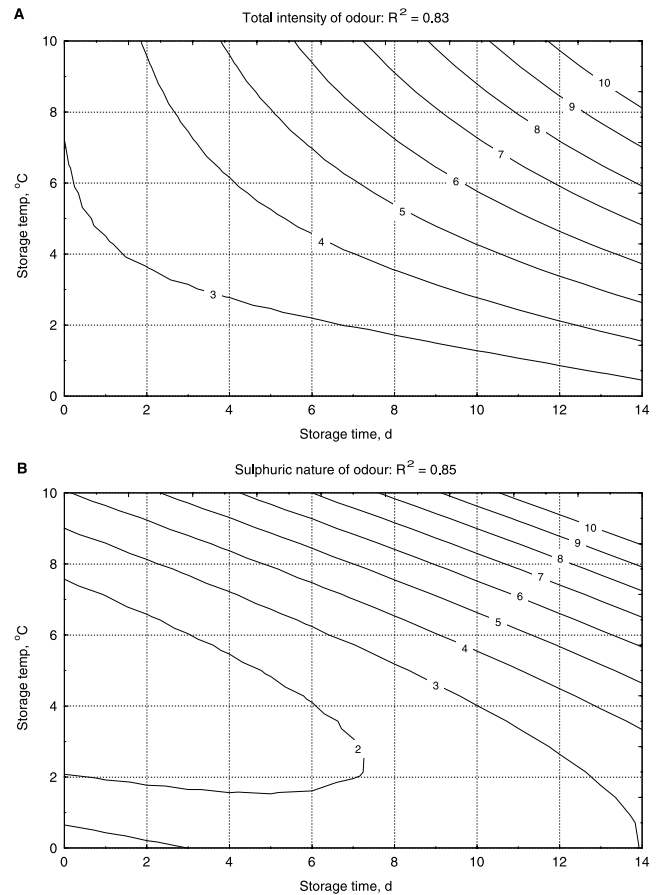 A
Total intensity of odour: R² = 0.83
10
8
6
4
2
0
Storage temp, °C
10
9
8
7
6
5
4
3
0 2 4 6 8 10 12 14
Storage time, d
B
Sulphuric nature of odour: R² = 0.85
10
8
6
4
2
0
Storage temp, °C
10
9
8
7
6
5
4
3
2
0 2 4 6 8 10 12 14
Storage time, d